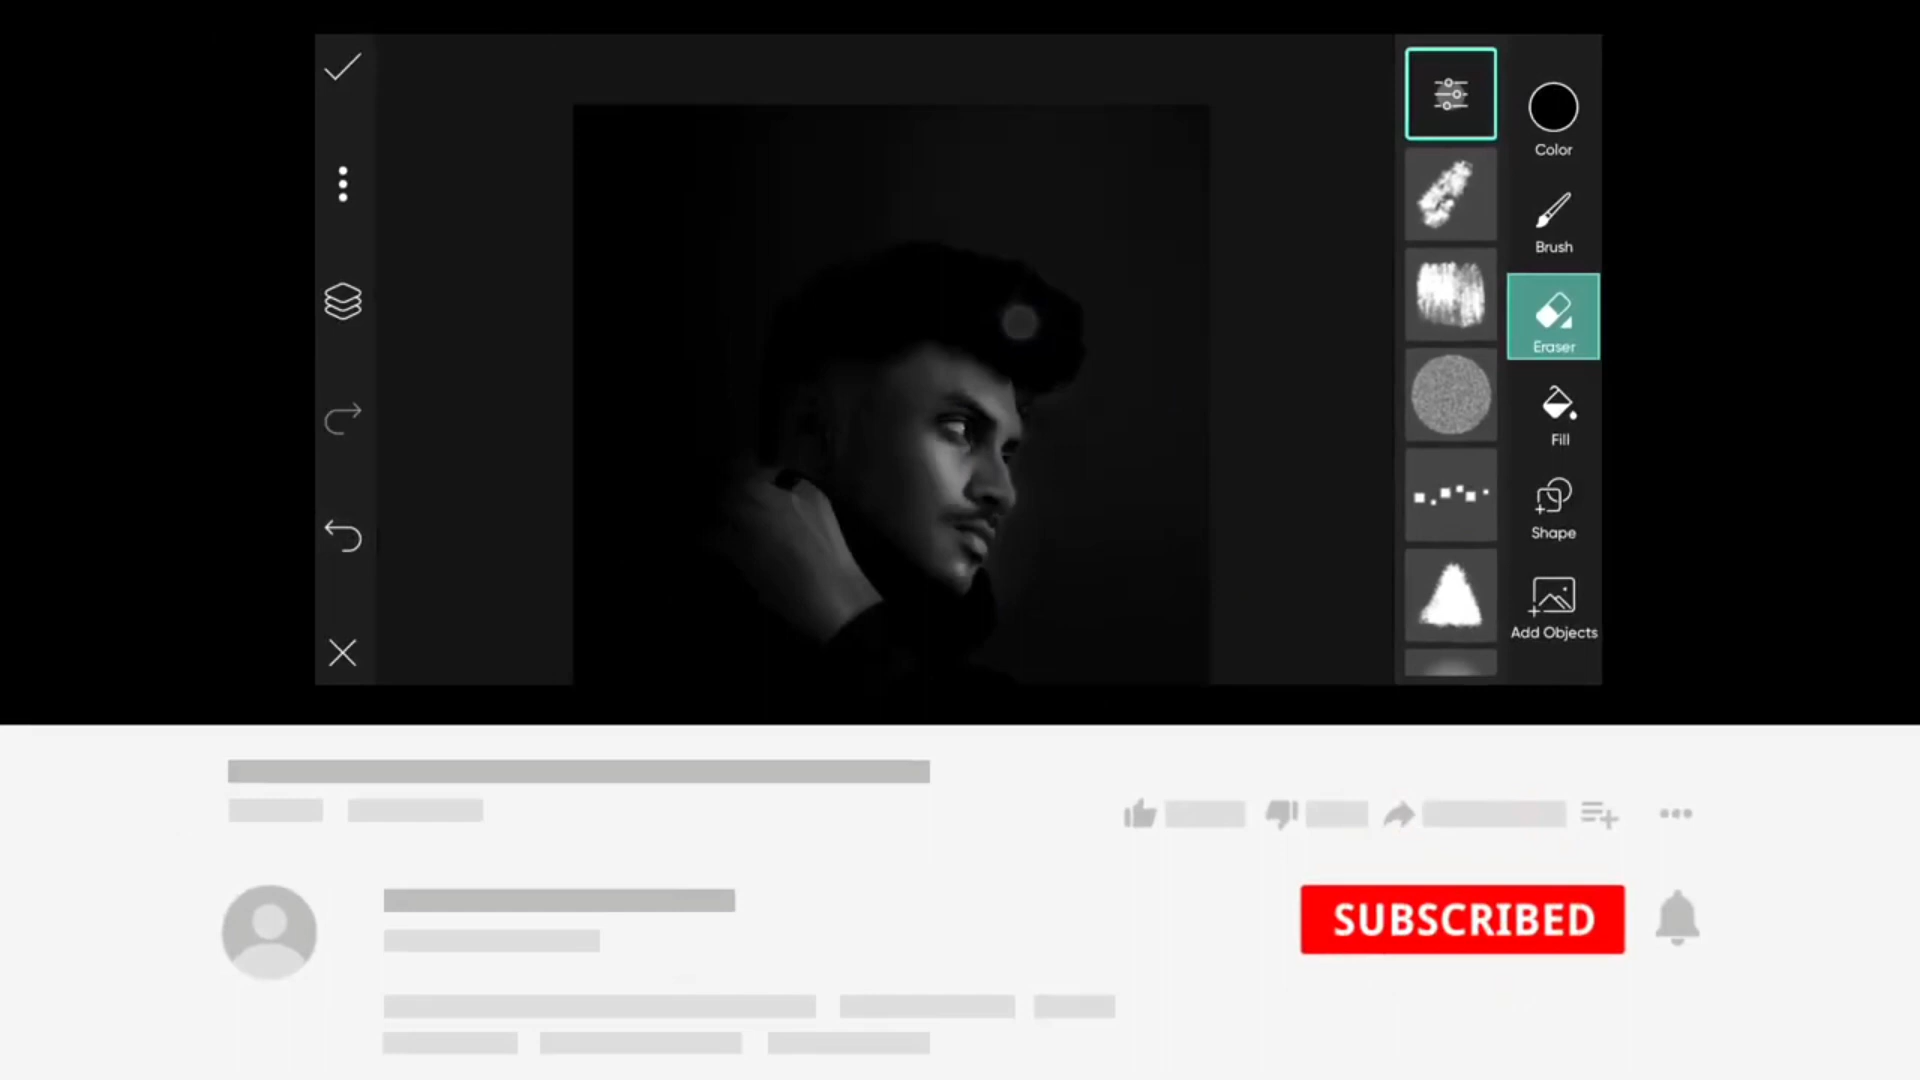 Color
Brush
Eraser
Fill
Shape
Add Objects
SUBSCRIBED